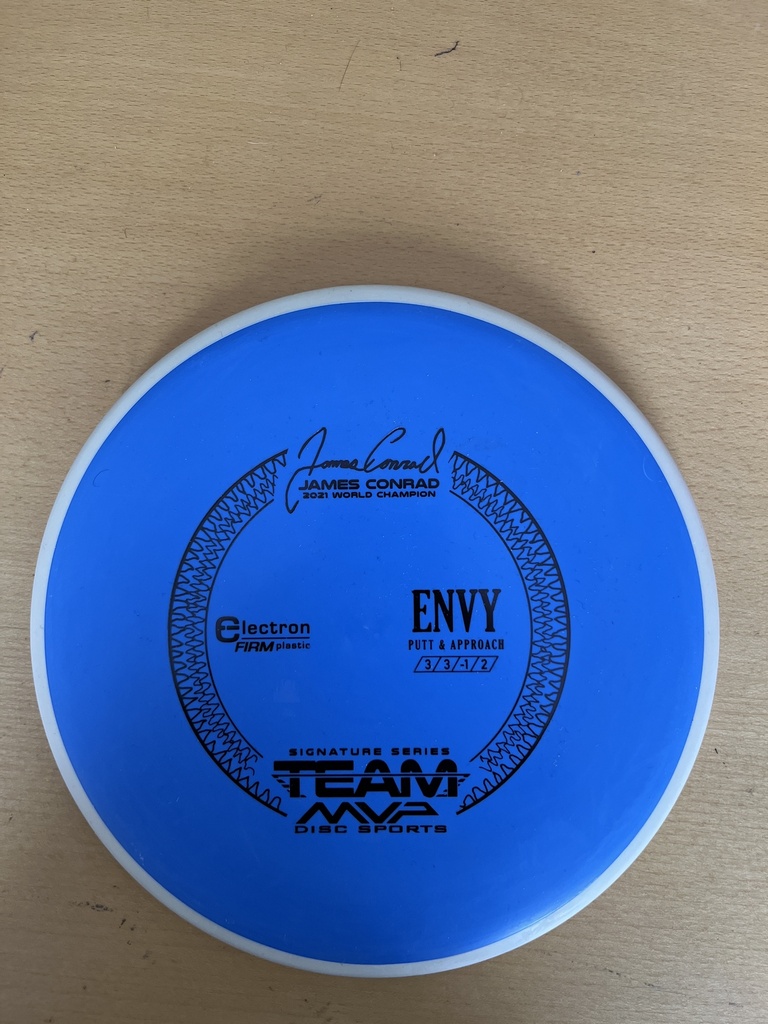 James Conrad
JAMES CONRAD
2021 WORLD CHAMPION
Electron
FIRM plastic
ENVY
PUTT & APPROACH
3/3/-1/2
SIGNATURE SERIES
TEAM
MVP
DISC SPORTS